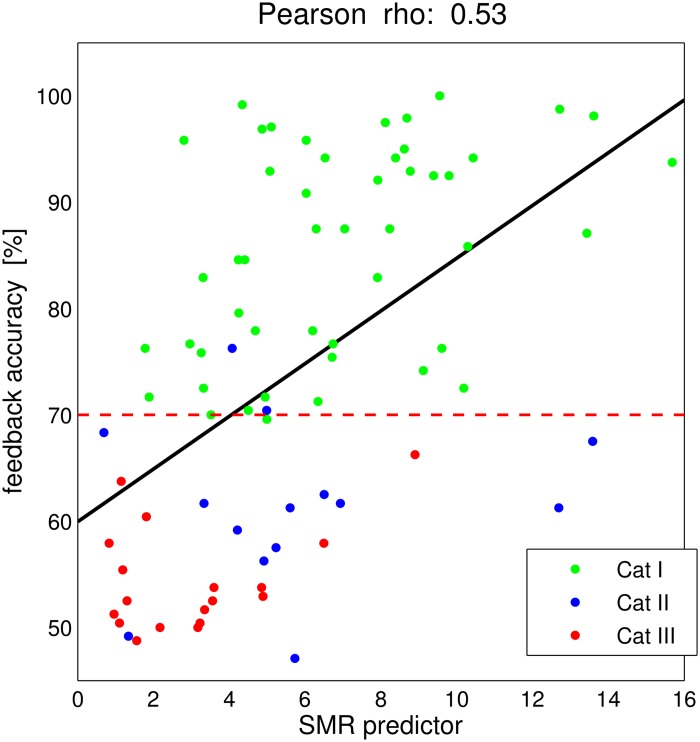 Pearson rho: 0.53
feedback accuracy [%]
100
90
80
70
60
50
0 2 4 6 8 10 12 14 16
SMR predictor
Cat I
Cat II
Cat III